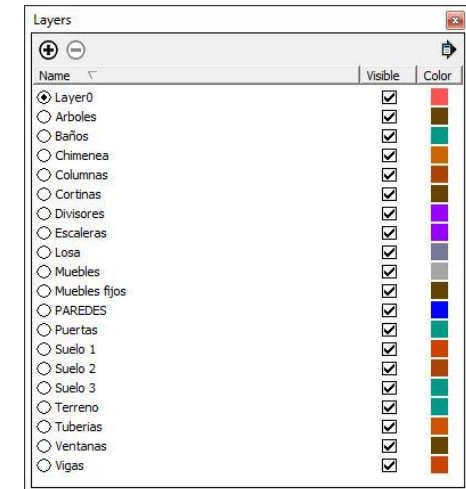 Layers
Name Visible Color
Layer0
Arboles
Baños
Chimenea
Columnas
Cortinas
Divisores
Escaleras
Losa
Muebles
Muebles fijos
PAREDES
Puertas
Suelo 1
Suelo 2
Suelo 3
Terreno
Tuberias
Ventanas
Vigas